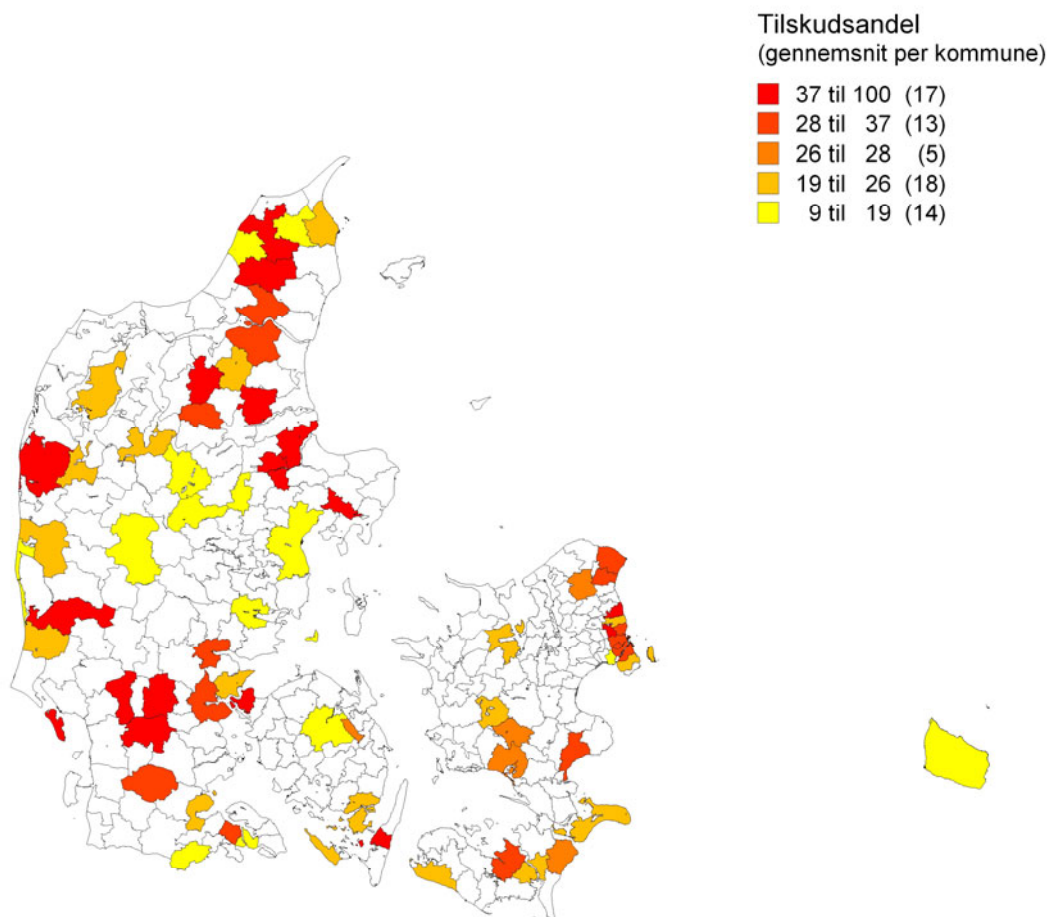 Tilskudsandel
(gennemsnit per kommune)
37 til 100 (17)
28 til 37 (13)
26 til 28 (5)
19 til 26 (18)
9 til 19 (14)